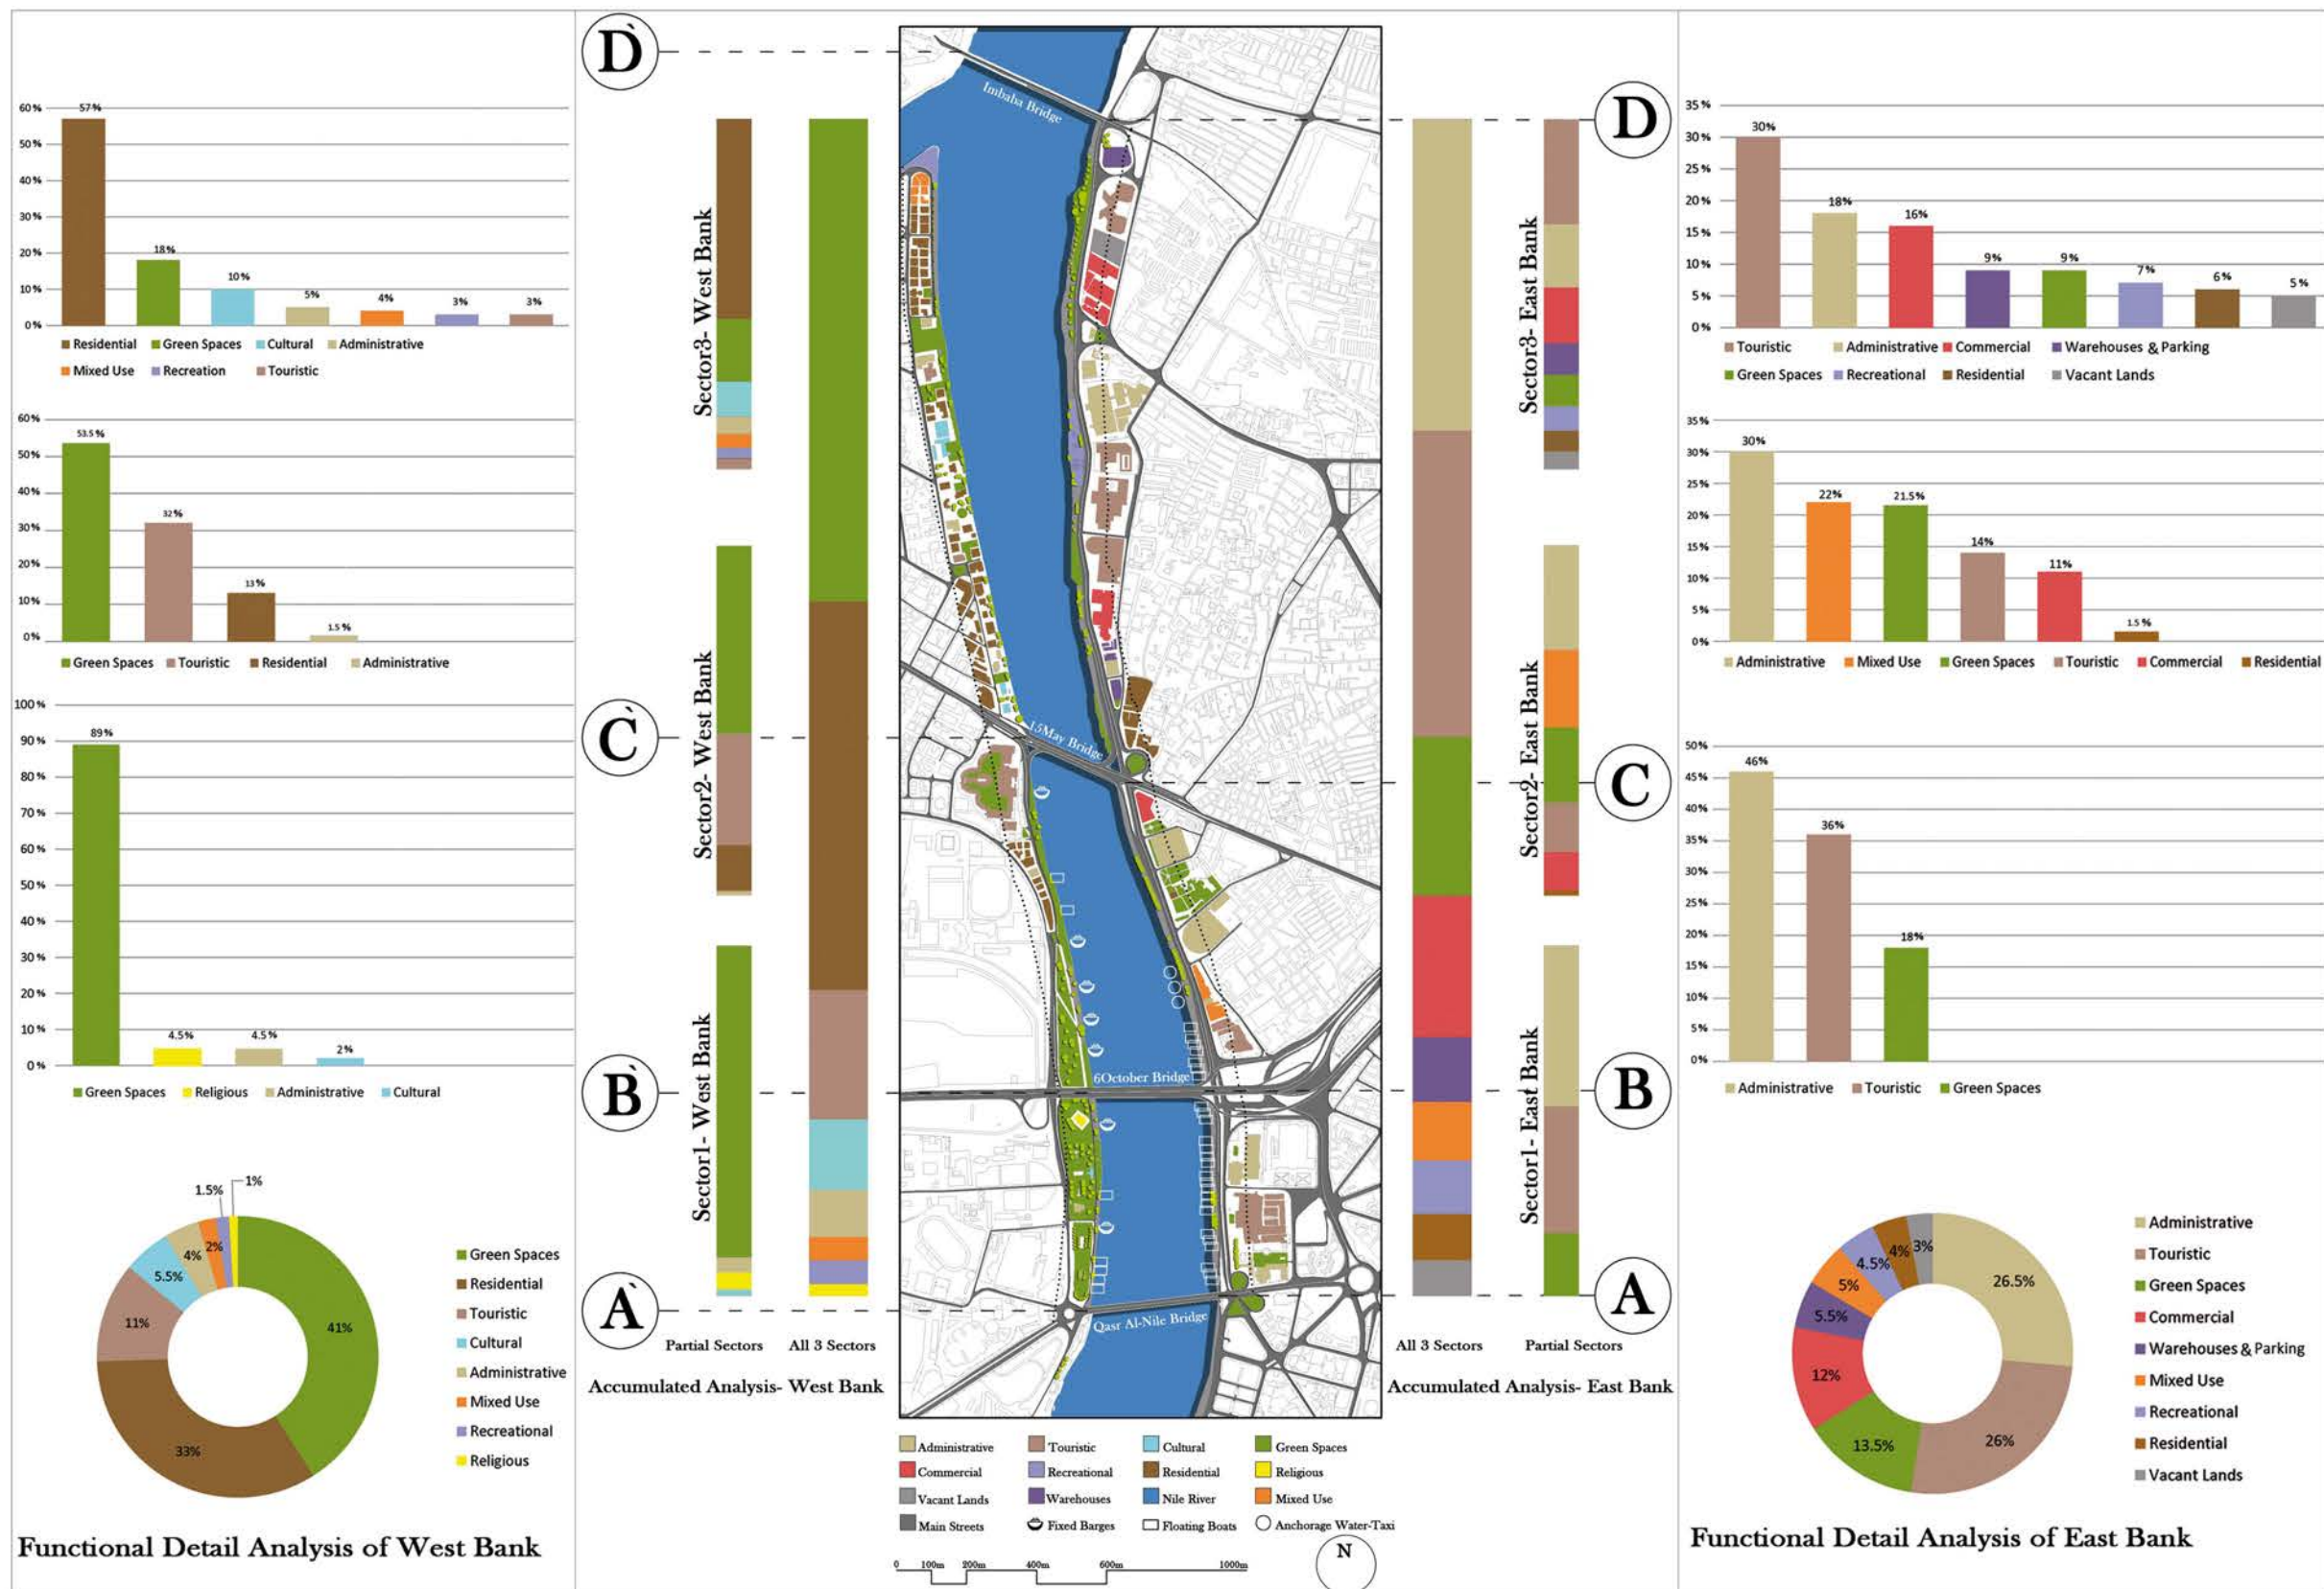 60%
57%
50%
40%
30%
20%
18%
10%
10%
5%
4%
3%
3%
0%
Residential Green Spaces Cultural Administrative
Mixed Use Recreation Touristic
60%
53.5%
50%
40%
32%
30%
20%
13%
10%
1.5%
0%
Green Spaces Touristic Residential Administrative
100%
90%
89%
80%
70%
60%
50%
40%
30%
20%
10%
4.5%
4.5%
2%
0%
Green Spaces Religious Administrative Cultural
1.5%
1%
2%
4%
5.5%
11%
41%
33%
Green Spaces
Residential
Touristic
Cultural
Administrative
Mixed Use
Recreational
Religious
Functional Detail Analysis of West Bank
D̀
C̀
B̀
À
Sector3- West Bank
Sector2- West Bank
Sector1- West Bank
Partial Sectors All 3 Sectors
Accumulated Analysis- West Bank
Imbaba Bridge
15May Bridge
6October Bridge
Qasr Al-Nile Bridge
Administrative Touristic Cultural Green Spaces
Commercial Recreational Residential Religious
Vacant Lands Warehouses Nile River Mixed Use
Main Streets Fixed Barges Floating Boats Anchorage Water-Taxi
0 100m 200m 400m 600m 1000m
N
D
C
B
A
Sector3- East Bank
Sector2- East Bank
Sector1- East Bank
All 3 Sectors Partial Sectors
Accumulated Analysis- East Bank
35%
30%
30%
25%
20%
18%
16%
15%
10%
9%
9%
7%
6%
5%
5%
0%
Touristic Administrative Commercial Warehouses & Parking
Green Spaces Recreational Residential Vacant Lands
35%
30%
30%
25%
22%
21.5%
20%
15%
14%
11%
10%
5%
1.5%
0%
Administrative Mixed Use Green Spaces Touristic Commercial Residential
50%
46%
45%
40%
36%
35%
30%
25%
20%
18%
15%
10%
5%
0%
Administrative Touristic Green Spaces
3%
4%
4.5%
5%
5.5%
12%
13.5%
26%
26.5%
Administrative
Touristic
Green Spaces
Commercial
Warehouses & Parking
Mixed Use
Recreational
Residential
Vacant Lands
Functional Detail Analysis of East Bank